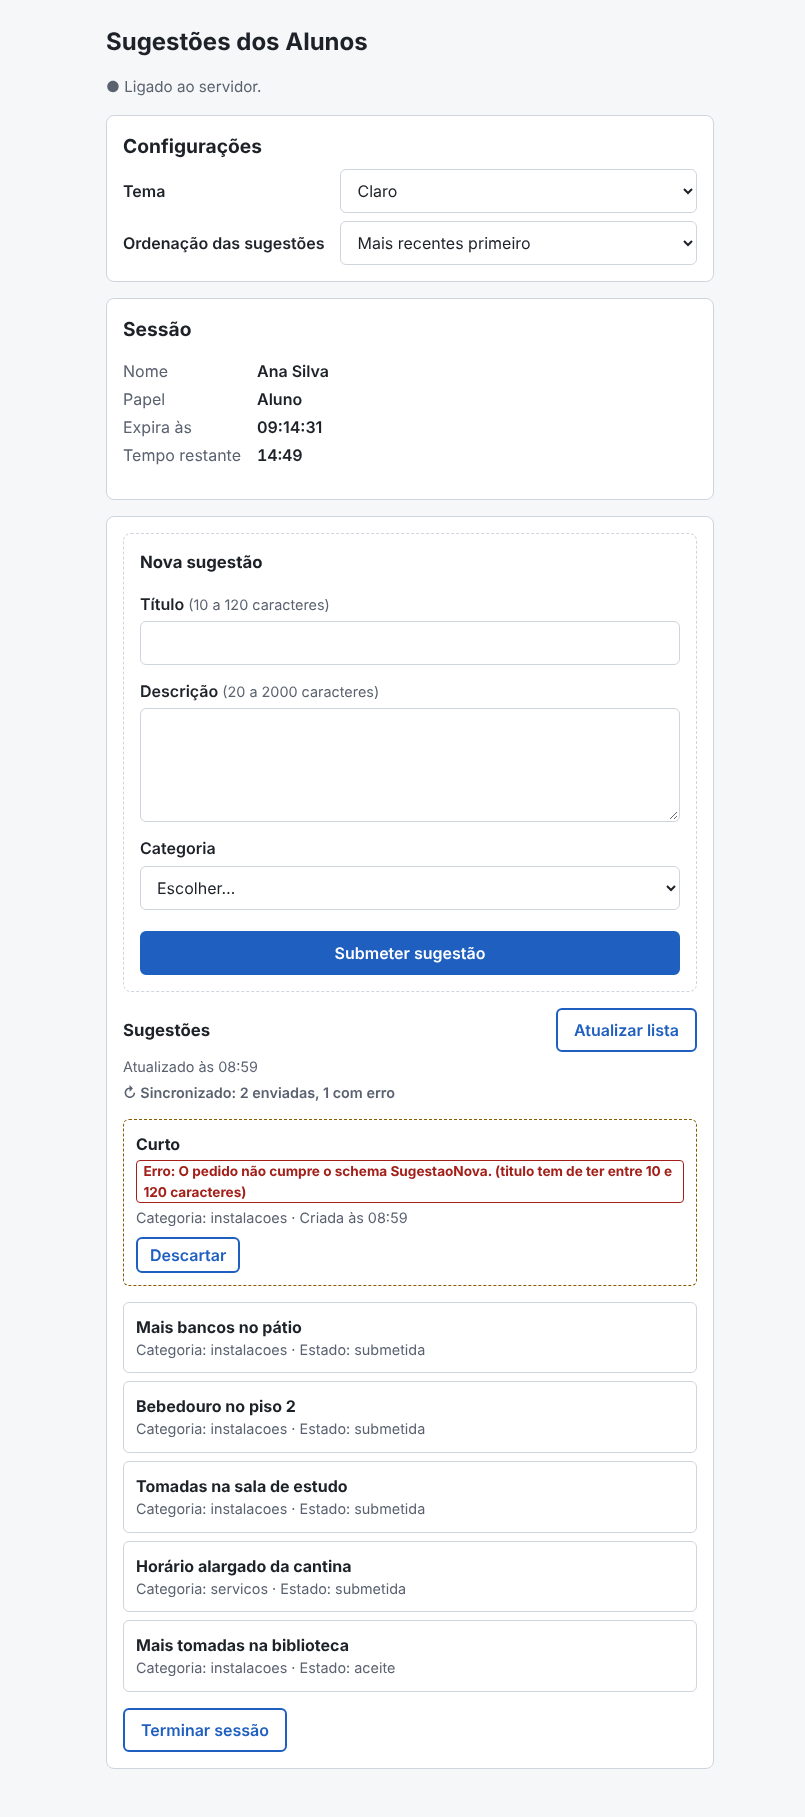 Sugestões dos Alunos
● Ligado ao servidor.
Configurações
Tema
Claro
Ordenação das sugestões
Mais recentes primeiro
Sessão
Nome Ana Silva
Papel Aluno
Expira às 09:14:31
Tempo restante 14:49
Nova sugestão
Título (10 a 120 caracteres)
Descrição (20 a 2000 caracteres)
Categoria
Escolher...
Submeter sugestão
Sugestões
Atualizar lista
Atualizado às 08:59
↻ Sincronizado: 2 enviadas, 1 com erro
Curto
Erro: O pedido não cumpre o schema SugestaoNova. (titulo tem de ter entre 10 e
120 caracteres)
Categoria: instalacoes · Criada às 08:59
Descartar
Mais bancos no pátio
Categoria: instalacoes · Estado: submetida
Bebedouro no piso 2
Categoria: instalacoes · Estado: submetida
Tomadas na sala de estudo
Categoria: instalacoes · Estado: submetida
Horário alargado da cantina
Categoria: servicos · Estado: submetida
Mais tomadas na biblioteca
Categoria: instalacoes · Estado: aceite
Terminar sessão